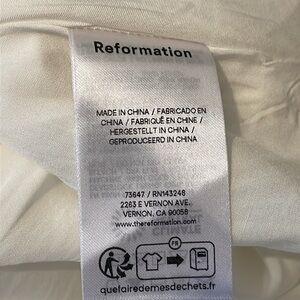 Reformation
MADE IN CHINA / FABRICADO EN
CHINA / FABRIQUÉ EN CHINE /
HERGESTELLT IN CHINA /
GEPRODUCEERD IN CHINA
73647 / RN143248
2263 E VERNON AVE.
VERNON, CA 90058
www.thereformation.com
FR
quefairedemesdechets.fr